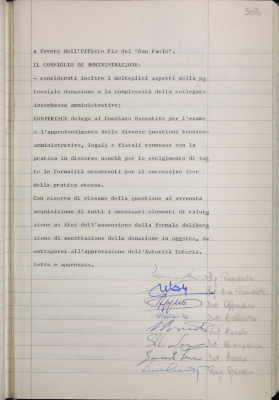 303
a favore dell'Ufficio Pio del "San Paolo".
IL CONSIGLIO DI AMMINISTRAZIONE:
- considerati inoltre i molteplici aspetti della po
tenziale donazione e la complessità delle collegate
incombenze amministrative;
CONFERISCE delega al Comitato Esecutivo per l'esame
e l'approfondimento delle diverse questioni tecnico-
amministrative, legali e fiscali connesse con la
pratica in discorso nonchè per lo svolgimento di tut
te le formalità occorrenti per il successivo iter
della pratica stessa.
Con riserva di riesame della questione ad avvenuta
acquisizione di tutti i necessari elementi di valuta
zione ai fini dell'assunzione della formale delibera
zione di accettazione della donazione in oggetto, da
sottoporsi all'approvazione dell'Autorità Tutoria.
Letto e approvato.